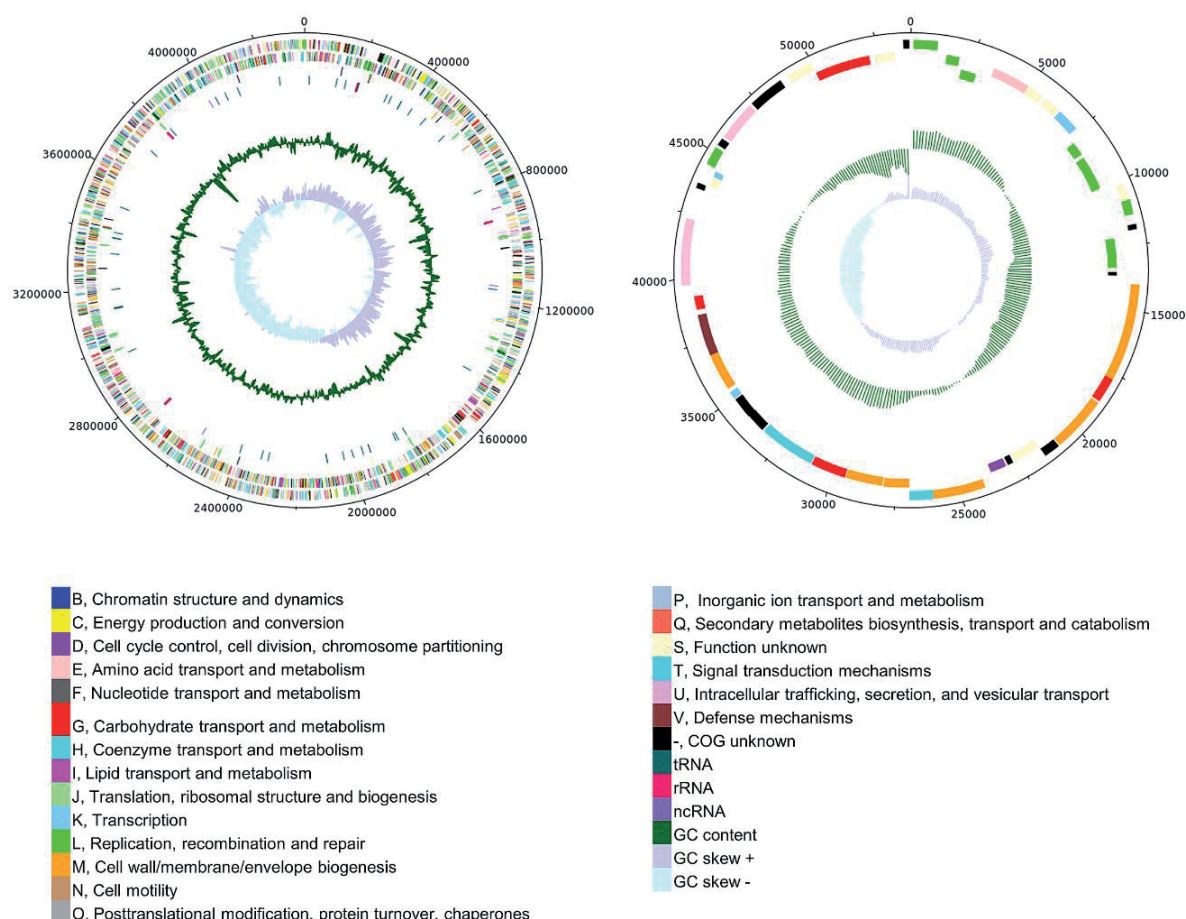 0
400000
800000
1200000
1600000
2000000
2400000
2800000
3200000
3600000
4000000
0
5000
10000
15000
20000
25000
30000
35000
40000
45000
50000
B, Chromatin structure and dynamics
C, Energy production and conversion
D, Cell cycle control, cell division, chromosome partitioning
E, Amino acid transport and metabolism
F, Nucleotide transport and metabolism
G, Carbohydrate transport and metabolism
H, Coenzyme transport and metabolism
I, Lipid transport and metabolism
J, Translation, ribosomal structure and biogenesis
K, Transcription
L, Replication, recombination and repair
M, Cell wall/membrane/envelope biogenesis
N, Cell motility
O, Posttranslational modification, protein turnover, chaperones
P, Inorganic ion transport and metabolism
Q, Secondary metabolites biosynthesis, transport and catabolism
S, Function unknown
T, Signal transduction mechanisms
U, Intracellular trafficking, secretion, and vesicular transport
V, Defense mechanisms
-, COG unknown
tRNA
rRNA
ncRNA
GC content
GC skew +
GC skew -